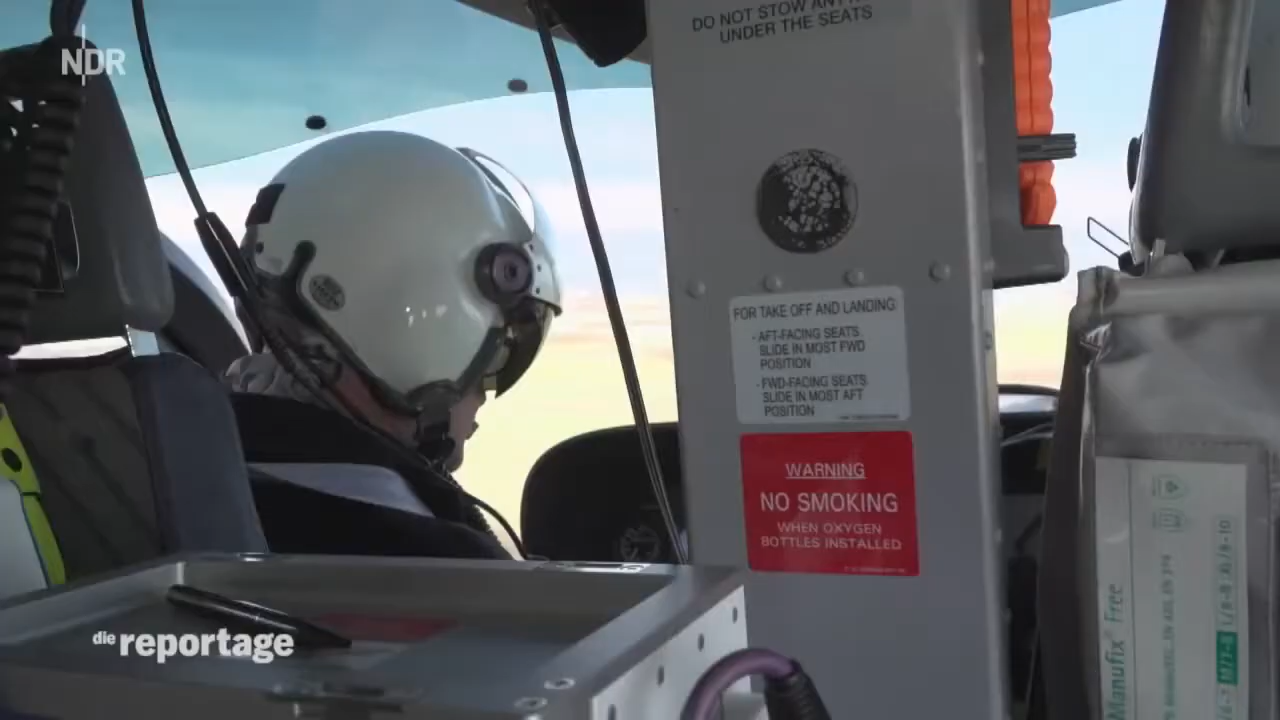 NDR
DO NOT STOW
UNDER THE SEATS
FOR TAKE OFF AND LANDING
- AFT-FACING SEATS
SLIDE IN MOST FWD
POSITION
- FWD-FACING SEATS
SLIDE IN MOST AFT
POSITION
WARNING
NO SMOKING
WHEN OXYGEN
BOTTLES INSTALLED
die reportage
Manufix® Free